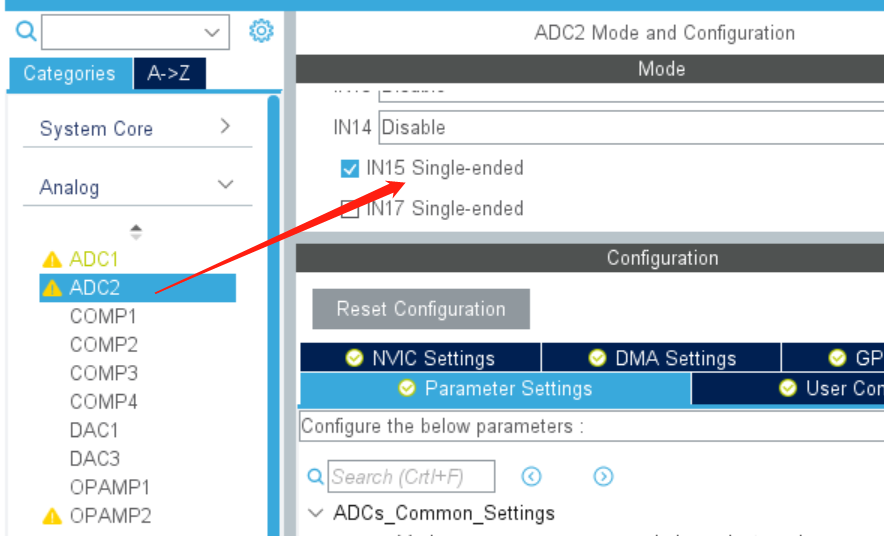 ADC2 Mode and Configuration
Categories A->Z
Mode
System Core
IN14 Disable
IN15 Single-ended
Analog
IN17 Single-ended
ADC1
Configuration
ADC2
Reset Configuration
COMP1
COMP2
NVIC Settings DMA Settings GP
COMP3
Parameter Settings User Con
COMP4
DAC1
Configure the below parameters :
DAC3
Search (Crtl+F)
OPAMP1
OPAMP2
ADCs_Common_Settings